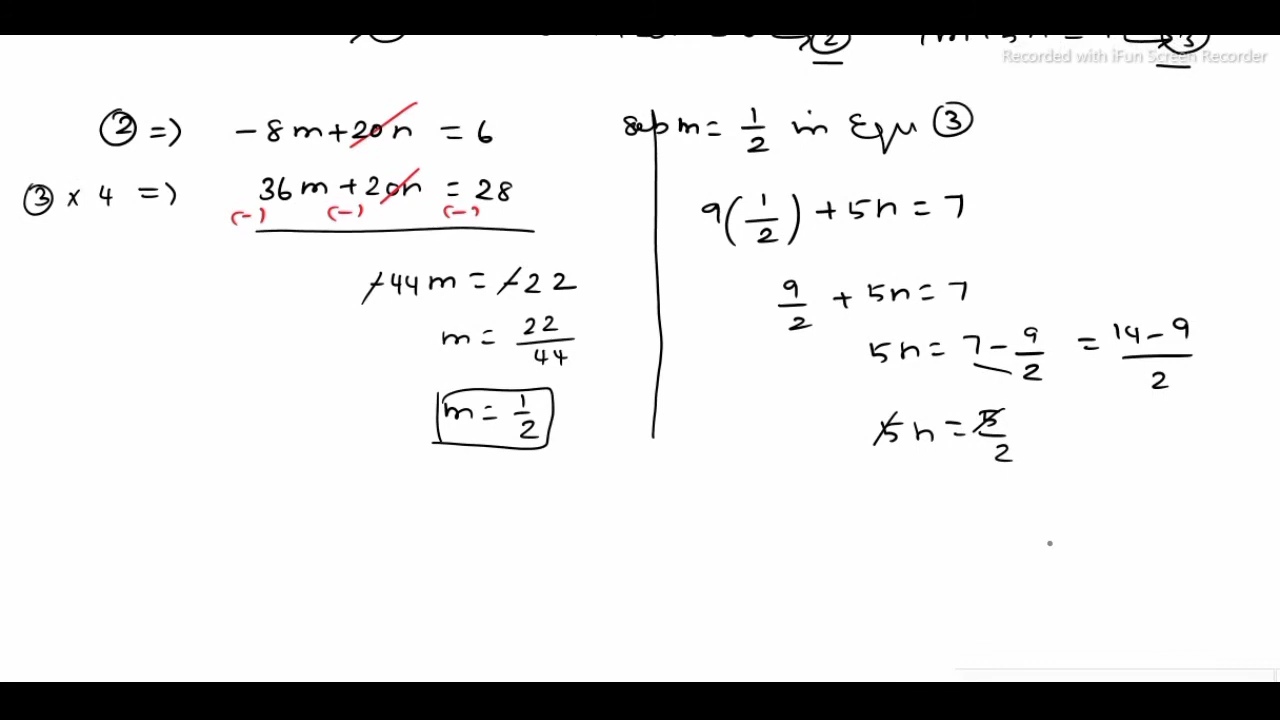 Recorded with iFun Screen Recorder
② => -8m+20n = 6
③ × 4 => 36m+20n = 28
(-) (-) (-)
-44m = -22
m = 22/44
m = 1/2
sub m = 1/2 in Equ ③
9(1/2) + 5n = 7
9/2 + 5n = 7
5n = 7 - 9/2 = 14-9/2
5n = 5/2